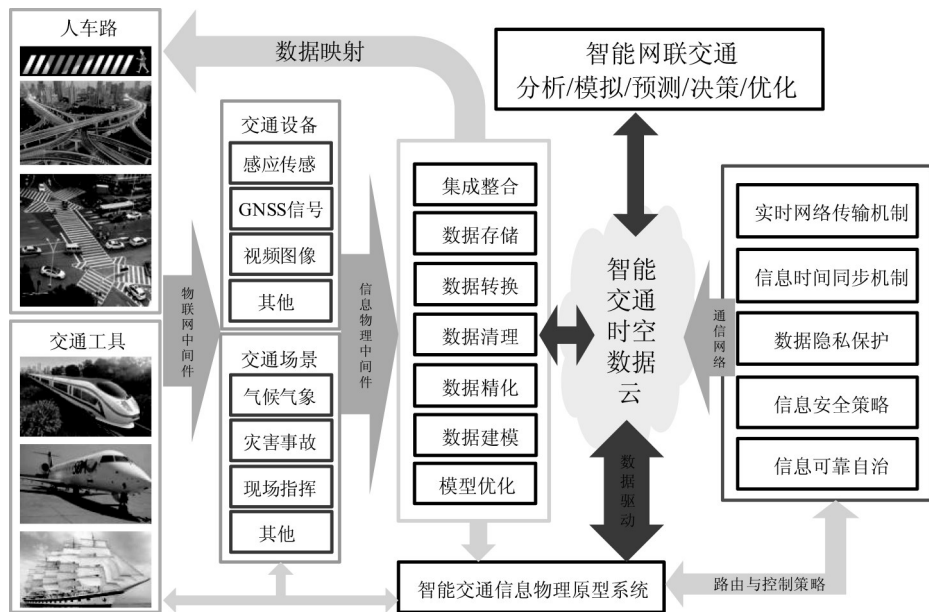 人车路
交通工具
物联网中间件
交通设备
感应传感
GNSS信号
视频图像
其他
交通场景
气候气象
灾害事故
现场指挥
其他
信息物理中间件
数据映射
集成整合
数据存储
数据转换
数据清理
数据精化
数据建模
模型优化
智能网联交通
分析/模拟/预测/决策/优化
智能
交通
时空
数据
云
数据驱动
智能交通信息物理原型系统
通信网络
实时网络传输机制
信息时间同步机制
数据隐私保护
信息安全策略
信息可靠自治
路由与控制策略